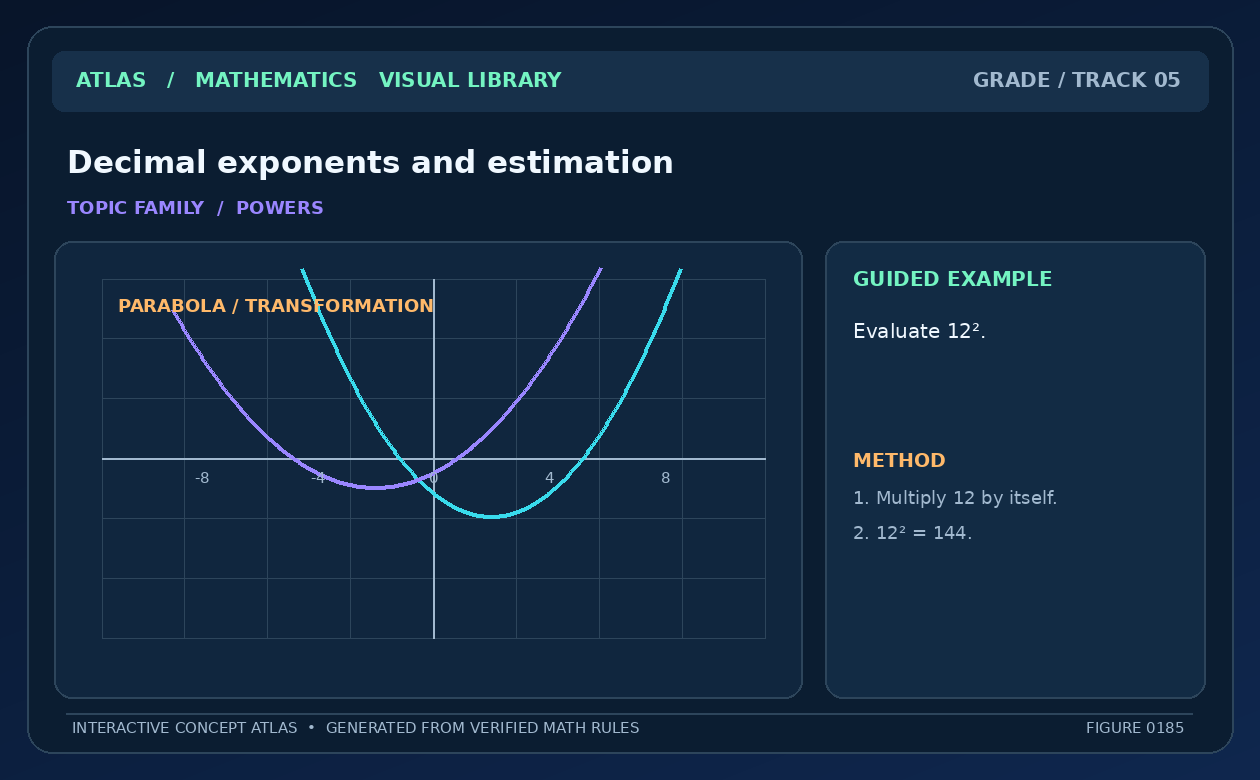 ATLAS / MATHEMATICS VISUAL LIBRARY
GRADE / TRACK 05
Decimal exponents and estimation
TOPIC FAMILY / POWERS
PARABOLA / TRANSFORMATION
-8 -4 0 4 8
GUIDED EXAMPLE
Evaluate 12².
METHOD
1. Multiply 12 by itself.
2. 12² = 144.
INTERACTIVE CONCEPT ATLAS • GENERATED FROM VERIFIED MATH RULES
FIGURE 0185